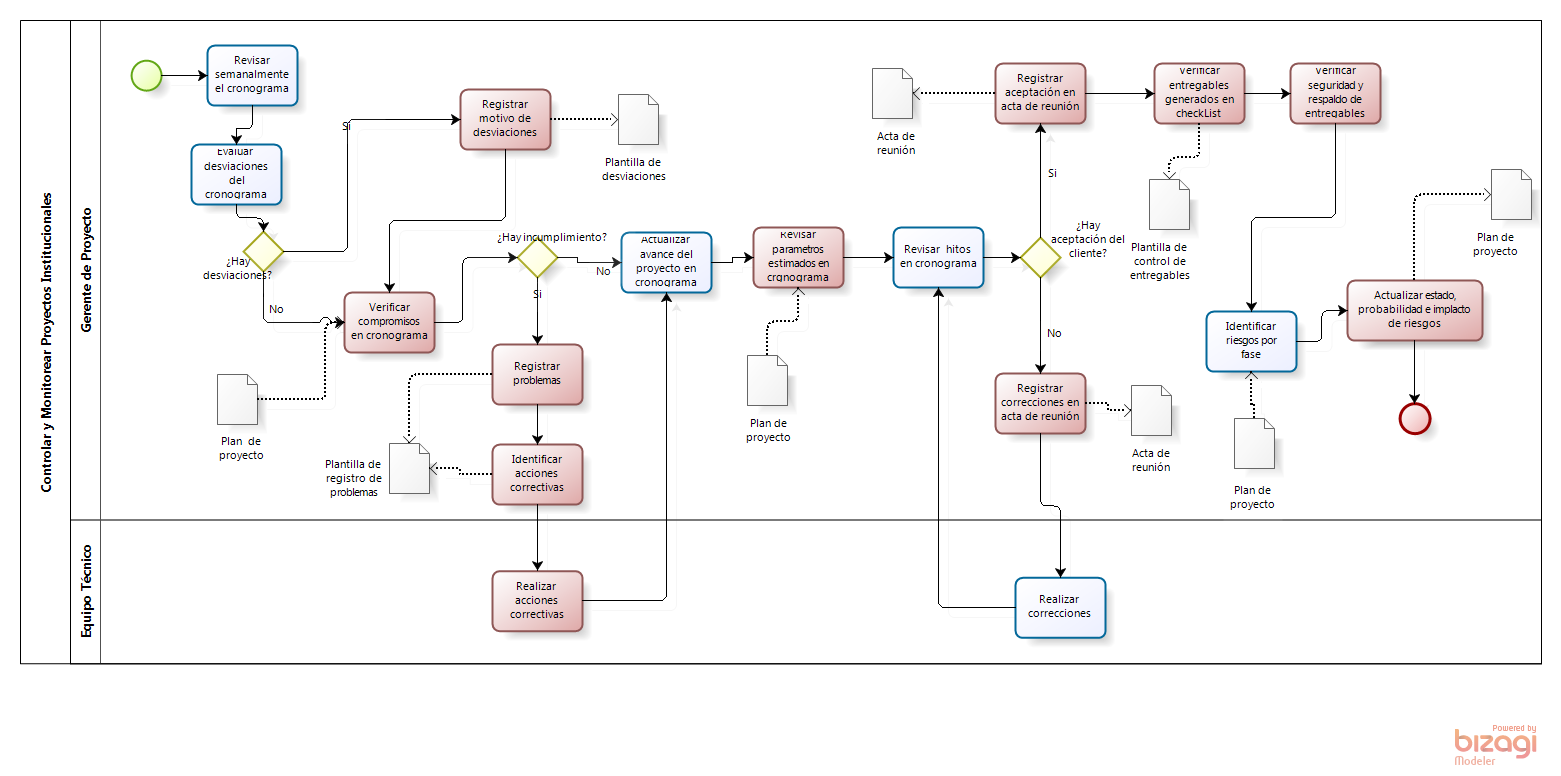 Controlar y Monitorear Proyectos Institucionales
Gerente de Proyecto
Equipo Técnico
Revisar
semanalmente
el cronograma
Evaluar
desviaciones
del
cronograma
¿Hay
desviaciones?
Si
No
Registrar
motivo de
desviaciones
Plantilla de
desviaciones
Verificar
compromisos
en cronograma
Plan de
proyecto
¿Hay incumplimiento?
No
Si
Registrar
problemas
Identificar
acciones
correctivas
Plantilla de
registro de
problemas
Realizar
acciones
correctivas
Actualizar
avance del
proyecto en
cronograma
Revisar
parametros
estimados en
crgnograma
Plan de
proyecto
Revisar hitos
en cronograma
¿Hay
aceptación del
cliente?
Si
No
Registrar
aceptación en
acta de reunión
Acta de
reunión
Registrar
correcciones en
acta de reunión
Acta de
reunión
Realizar
correcciones
Verificar
entregables
generados en
checkList
Plantilla de
control de
entregables
Verificar
seguridad y
respaldo de
entregables
Identificar
riesgos por
fase
Plan de
proyecto
Actualizar estado,
probabilidad e implacto
de riesgos
Plan de
proyecto
Powered by
bizagi
Modeler